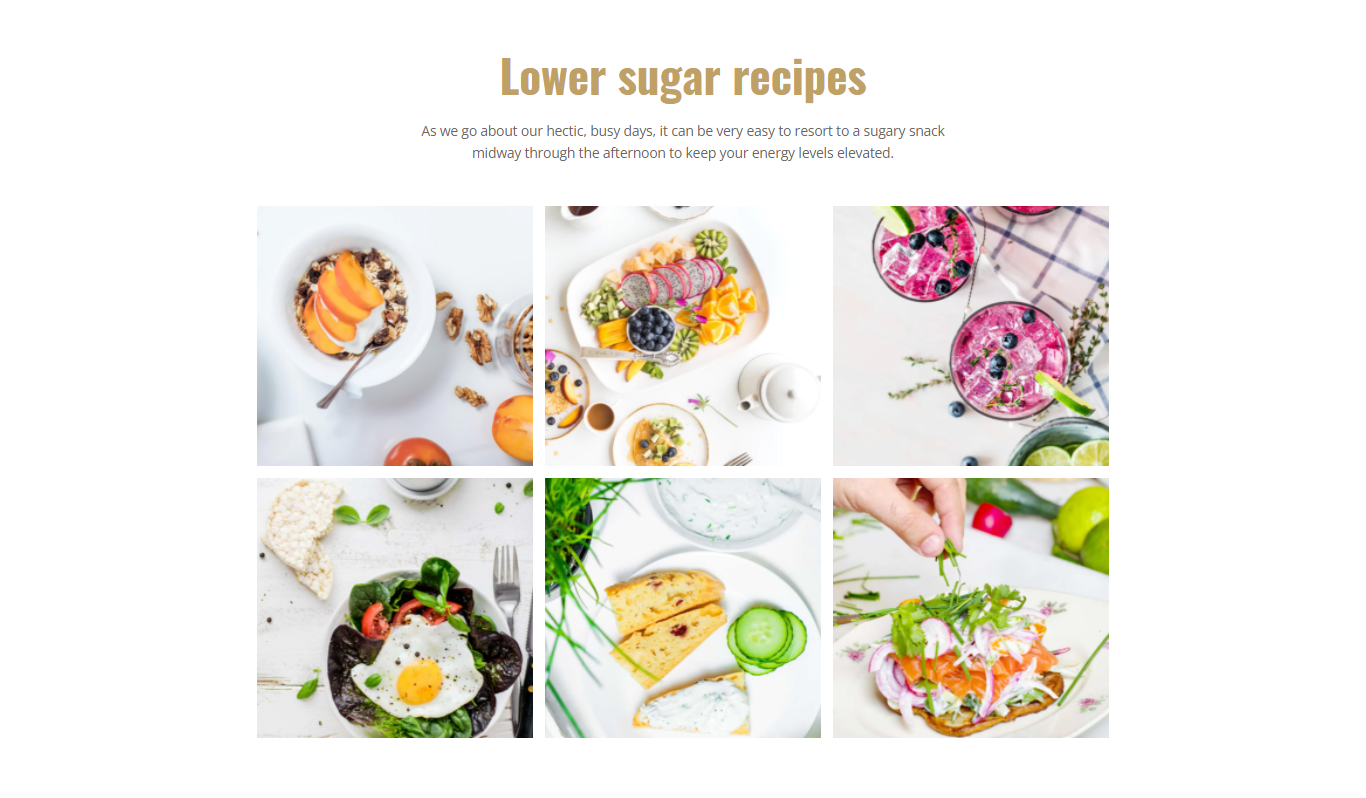 Lower sugar recipes
As we go about our hectic, busy days, it can be very easy to resort to a sugary snack
midway through the afternoon to keep your energy levels elevated.